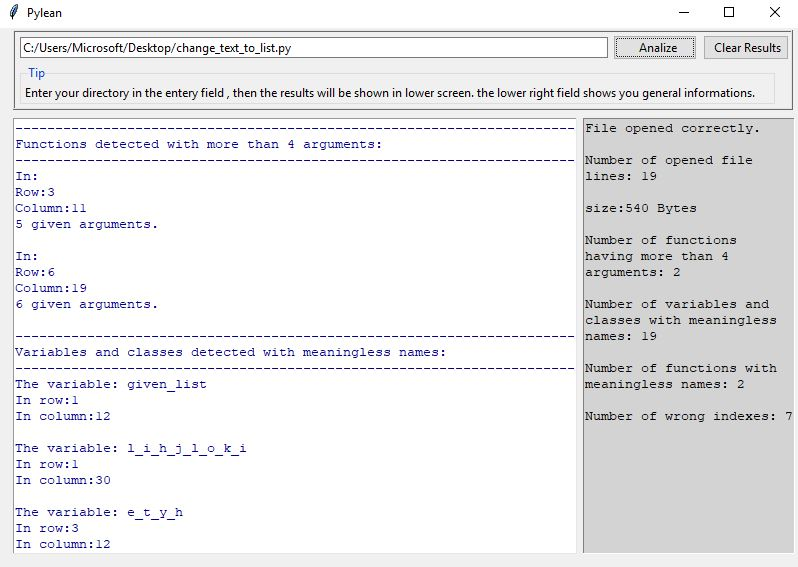 Pylean
C:/Users/Microsoft/Desktop/change_text_to_list.py
Analize
Clear Results
Tip
Enter your directory in the entery field , then the results will be shown in lower screen. the lower right field shows you general informations.
--------------------------------------------------------------------
Functions detected with more than 4 arguments:
--------------------------------------------------------------------
In:
Row:3
Column:11
5 given arguments.
In:
Row:6
Column:19
6 given arguments.
--------------------------------------------------------------------
Variables and classes detected with meaningless names:
--------------------------------------------------------------------
The variable: given_list
In row:1
In column:12
The variable: l_i_h_j_l_o_k_i
In row:1
In column:30
The variable: e_t_y_h
In row:3
In column:12
File opened correctly.
Number of opened file
lines: 19
size:540 Bytes
Number of functions
having more than 4
arguments: 2
Number of variables and
classes with meaningless
names: 19
Number of functions with
meaningless names: 2
Number of wrong indexes: 7